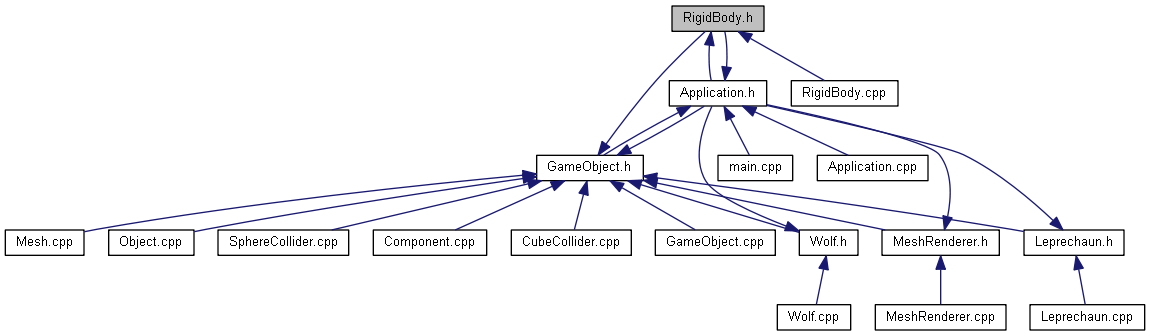 RigidBody.h
Application.h
RigidBody.cpp
GameObject.h
main.cpp
Application.cpp
Mesh.cpp
Object.cpp
SphereCollider.cpp
Component.cpp
CubeCollider.cpp
GameObject.cpp
Wolf.h
MeshRenderer.h
Leprechaun.h
Wolf.cpp
MeshRenderer.cpp
Leprechaun.cpp